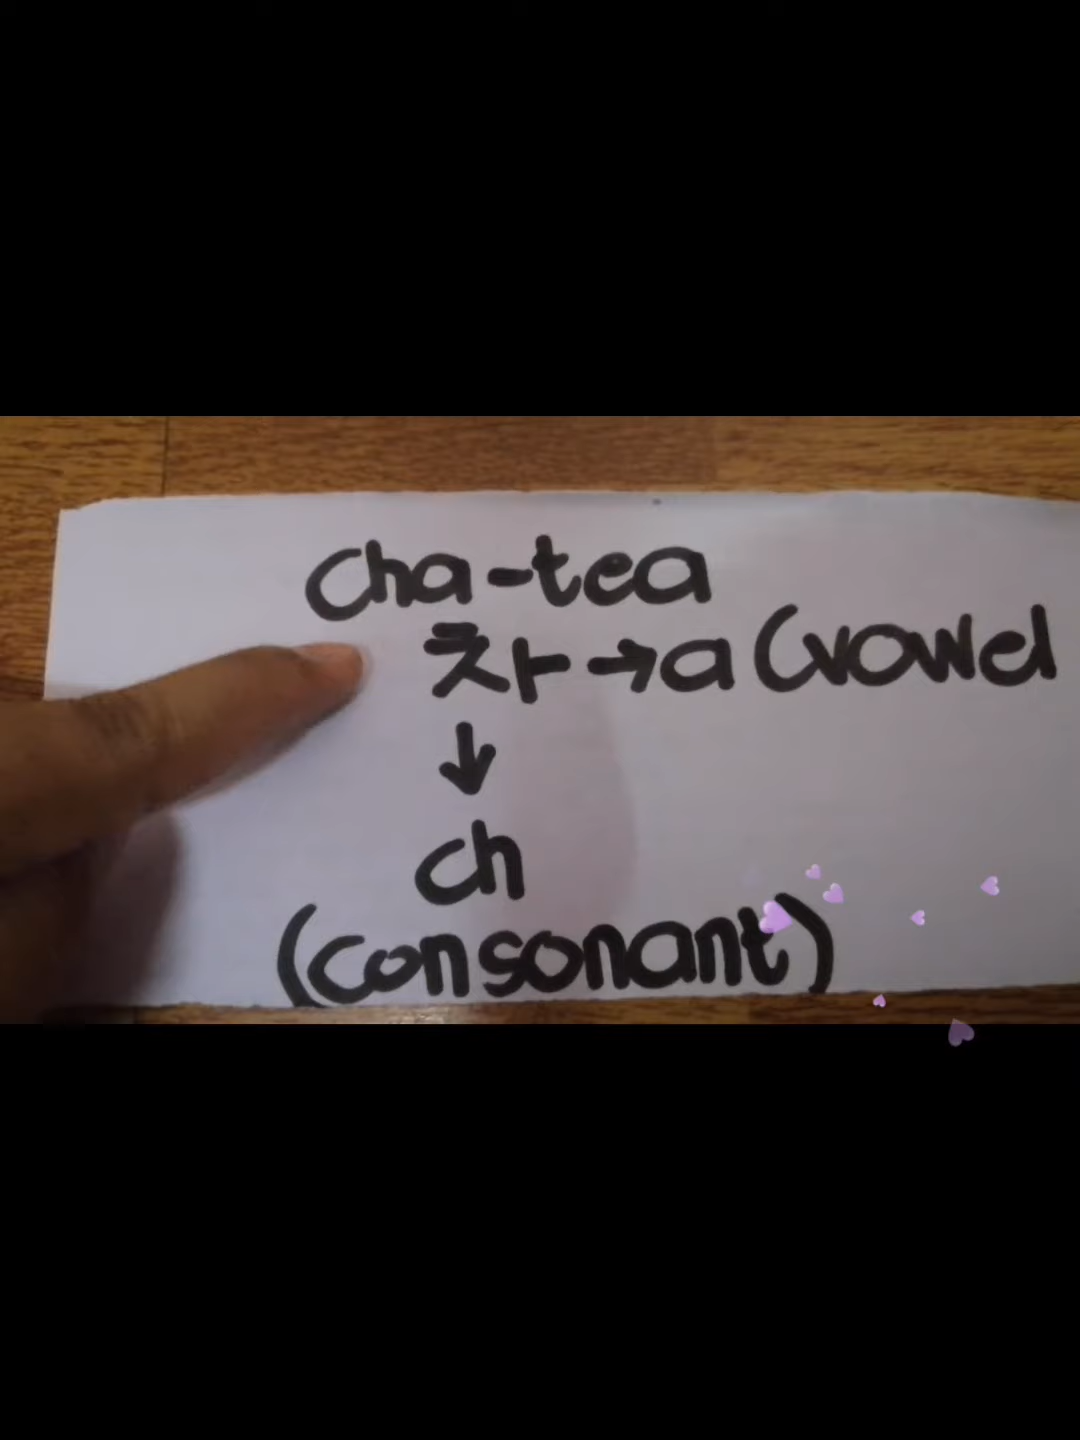 cha-tea
차→a (vowel
↓
ch
(consonant)